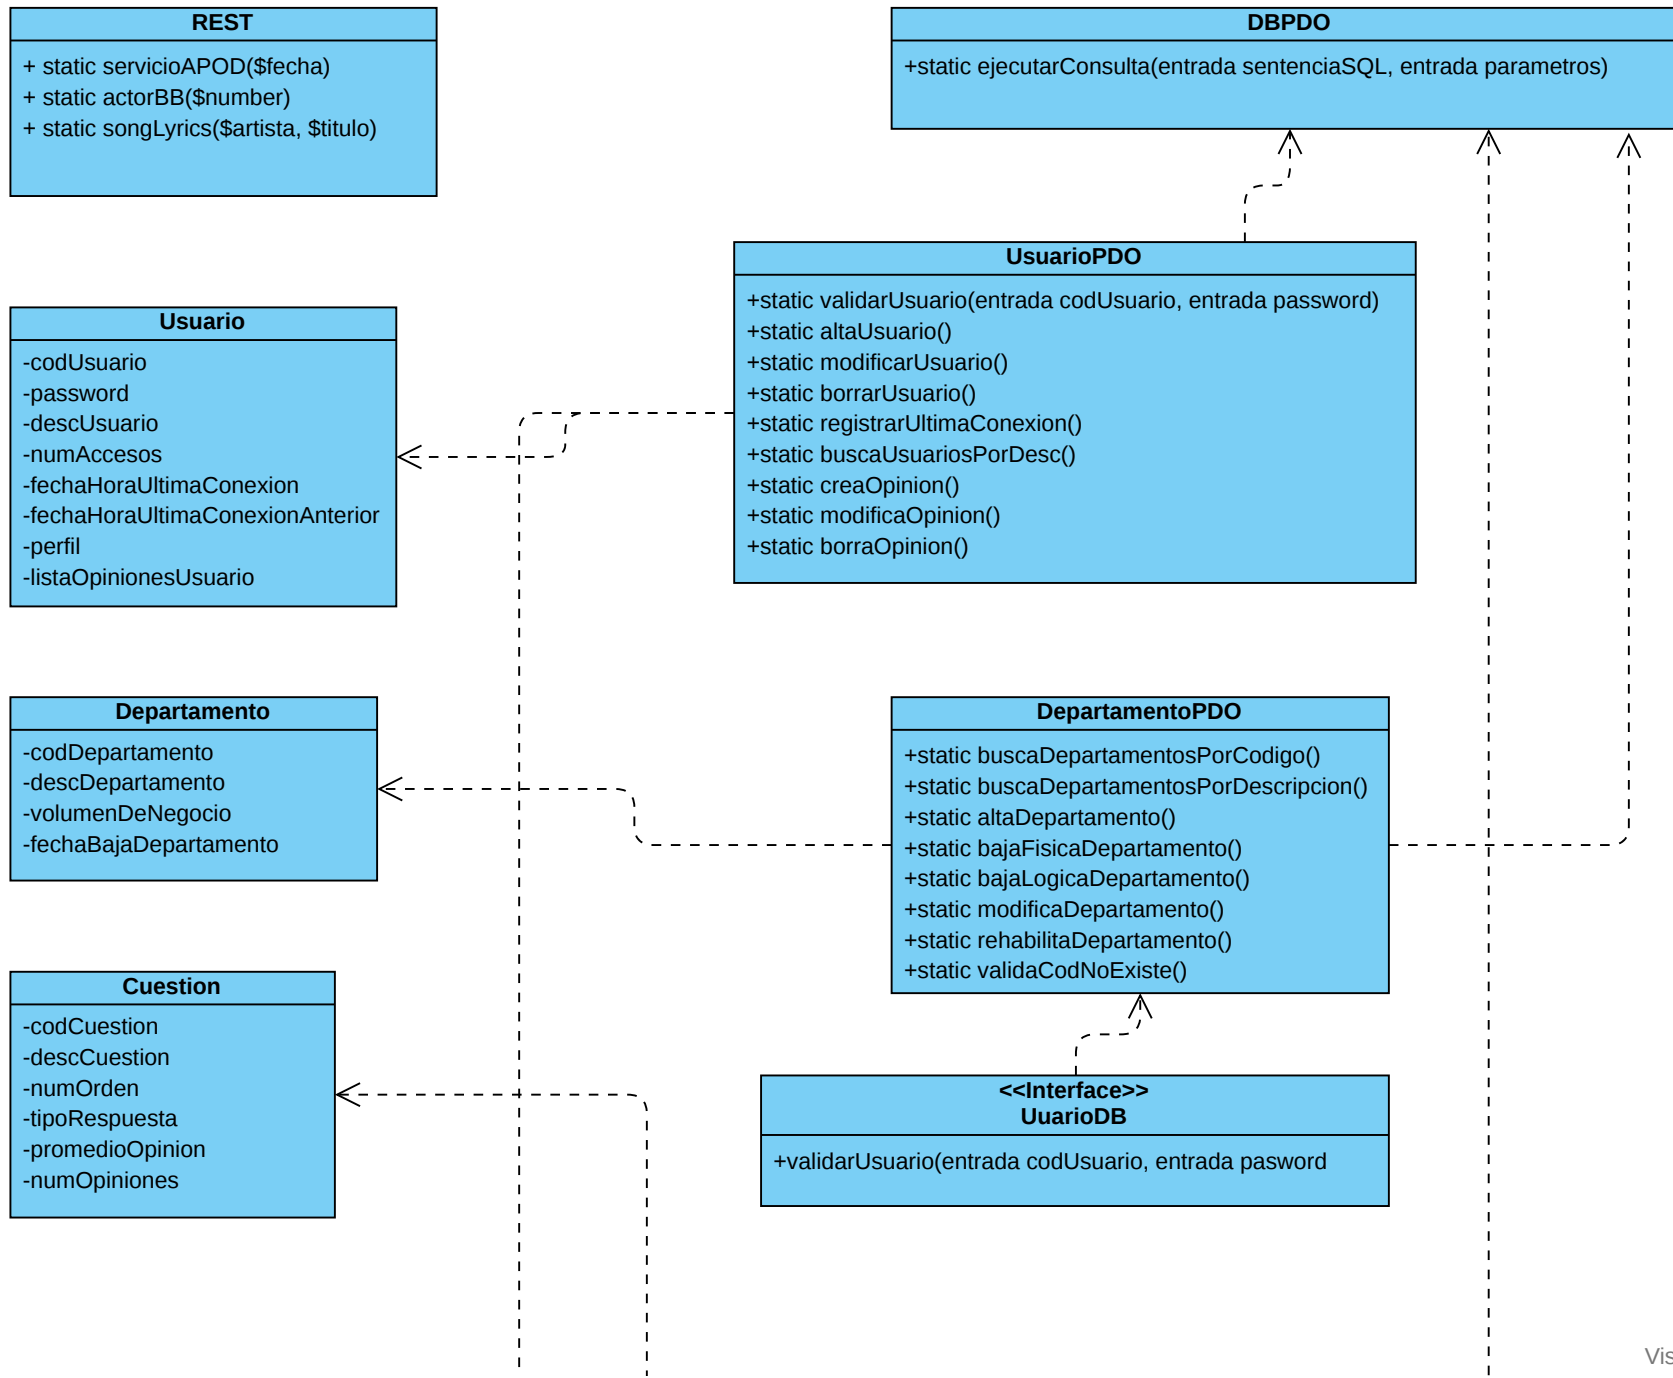 REST
+ static servicioAPOD($fecha)
+ static actorBB($number)
+ static songLyrics($artista, $titulo)
DBPDO
+static ejecutarConsulta(entrada sentenciaSQL, entrada parametros)
UsuarioPDO
+static validarUsuario(entrada codUsuario, entrada password)
+static altaUsuario()
+static modificarUsuario()
+static borrarUsuario()
+static registrarUltimaConexion()
+static buscaUsuariosPorDesc()
+static creaOpinion()
+static modificaOpinion()
+static borraOpinion()
Usuario
-codUsuario
-password
-descUsuario
-numAccesos
-fechaHoraUltimaConexion
-fechaHoraUltimaConexionAnterior
-perfil
-listaOpinionesUsuario
Departamento
-codDepartamento
-descDepartamento
-volumenDeNegocio
-fechaBajaDepartamento
DepartamentoPDO
+static buscaDepartamentosPorCodigo()
+static buscaDepartamentosPorDescripcion()
+static altaDepartamento()
+static bajaFisicaDepartamento()
+static bajaLogicaDepartamento()
+static modificaDepartamento()
+static rehabilitaDepartamento()
+static validaCodNoExiste()
Cuestion
-codCuestion
-descCuestion
-numOrden
-tipoRespuesta
-promedioOpinion
-numOpiniones
<<Interface>>
UuarioDB
+validarUsuario(entrada codUsuario, entrada pasword
Vis